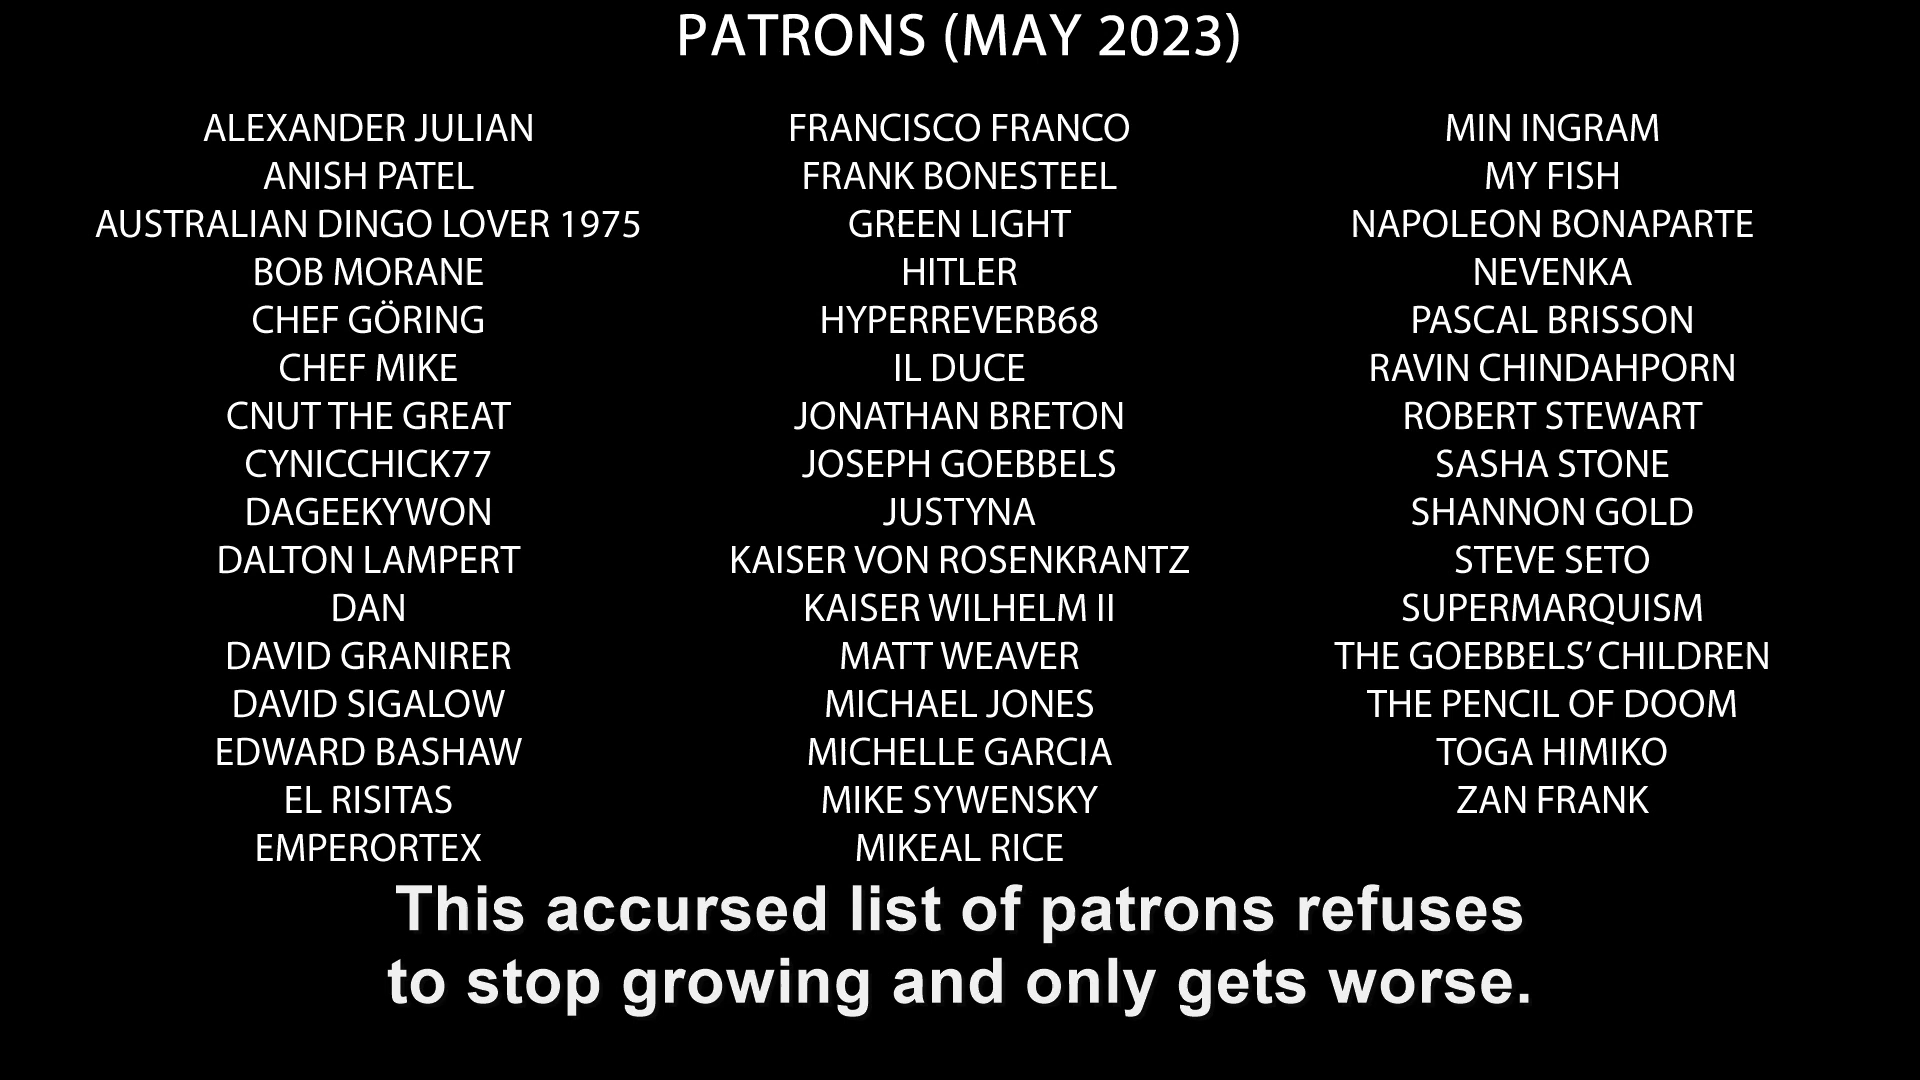 PATRONS (MAY 2023)
ALEXANDER JULIAN
ANISH PATEL
AUSTRALIAN DINGO LOVER 1975
BOB MORANE
CHEF GÖRING
CHEF MIKE
CNUT THE GREAT
CYNICCHICK77
DAGEEKYWON
DALTON LAMPERT
DAN
DAVID GRANIRER
DAVID SIGALOW
EDWARD BASHAW
EL RISITAS
EMPERORTEX
FRANCISCO FRANCO
FRANK BONESTEEL
GREEN LIGHT
HITLER
HYPERREVERB68
IL DUCE
JONATHAN BRETON
JOSEPH GOEBBELS
JUSTYNA
KAISER VON ROSENKRANTZ
KAISER WILHELM II
MATT WEAVER
MICHAEL JONES
MICHELLE GARCIA
MIKE SYWENSKY
MIKEAL RICE
MIN INGRAM
MY FISH
NAPOLEON BONAPARTE
NEVENKA
PASCAL BRISSON
RAVIN CHINDAHPORN
ROBERT STEWART
SASHA STONE
SHANNON GOLD
STEVE SETO
SUPERMARQUISM
THE GOEBBELS’ CHILDREN
THE PENCIL OF DOOM
TOGA HIMIKO
ZAN FRANK
This accursed list of patrons refuses
to stop growing and only gets worse.